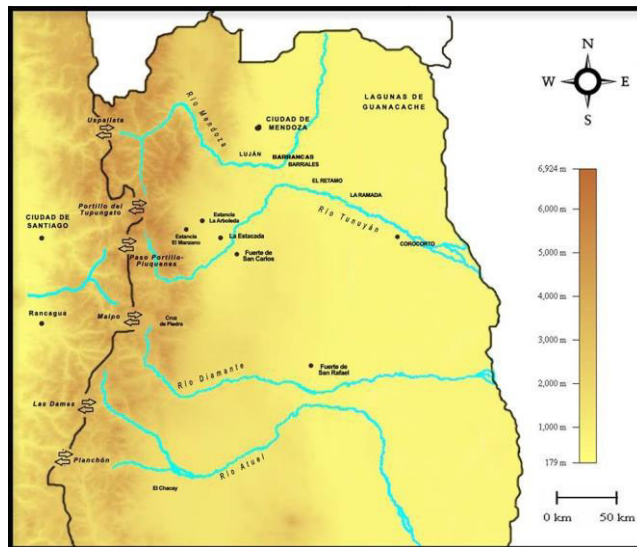 N
W E
S
Uspallata
Río Mendoza
CIUDAD DE
MENDOZA
LAGUNAS DE
GUANACACHE
LUJÁN
BARRANCAS
BARRIALES
EL RETAMO
LA RAMADA
Portillo del
Tupungato
CIUDAD DE
SANTIAGO
Estancia
La Arboleda
Estancia
El Manzano
La Estacada
Río Tunuyán
COROCORTO
Paso Portillo-
Piuquenes
Fuerte de
San Carlos
Rancagua
Maipo
Cruz
de Piedra
Río Diamante
Fuerte de
San Rafael
Las Damas
Planchón
El Chacay
Río Atuel
6,924 m
6,000 m
5,000 m
4,000 m
3,000 m
2,000 m
1,000 m
179 m
0 km 50 km